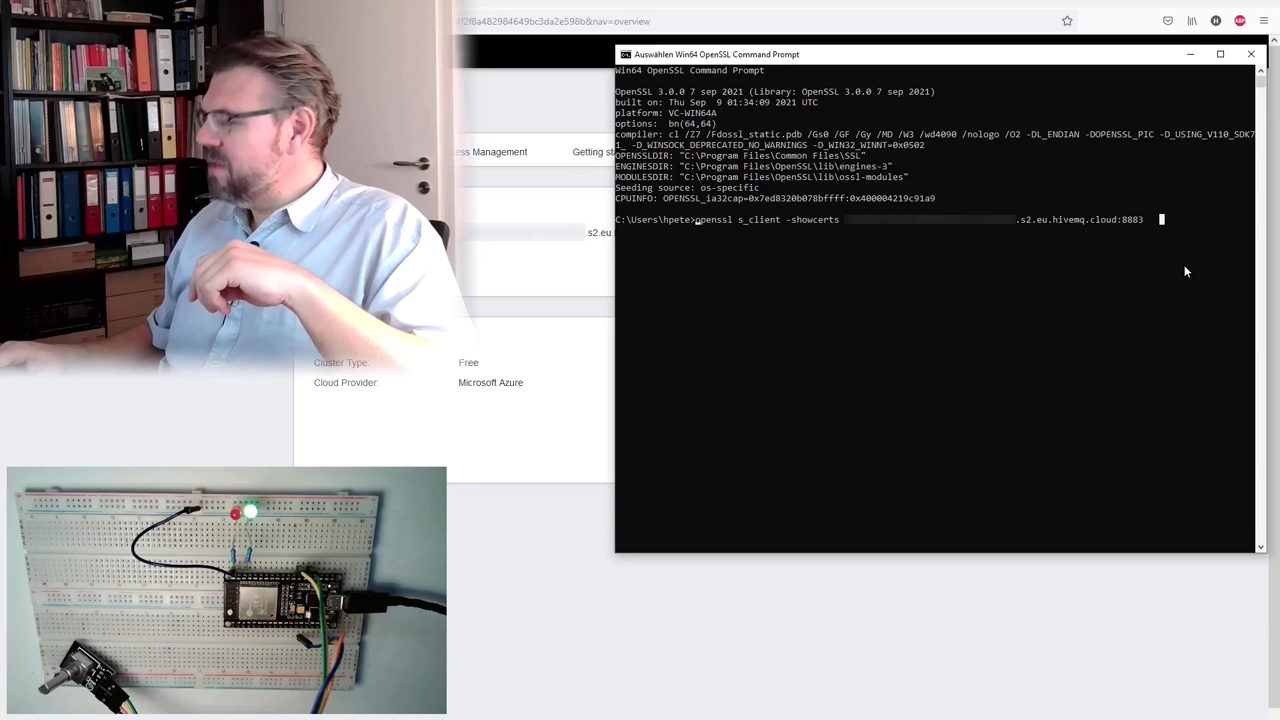 4f2f8a482984649bc3da2e598b&nav=overview
Auswählen Win64 OpenSSL Command Prompt
Win64 OpenSSL Command Prompt
OpenSSL 3.0.0 7 sep 2021 (Library: OpenSSL 3.0.0 7 sep 2021)
built on: Thu Sep  9 01:34:09 2021 UTC
platform: VC-WIN64A
options:  bn(64,64)
compiler: cl /Z7 /Fdossl_static.pdb /Gs0 /GF /Gy /MD /W3 /wd4090 /nologo /O2 -DL_ENDIAN -DOPENSSL_PIC -D_USING_V110_SDK7
1_ -D_WINSOCK_DEPRECATED_NO_WARNINGS -D_WIN32_WINNT=0x0502
OPENSSLDIR: "C:\Program Files\Common Files\SSL"
ENGINESDIR: "C:\Program Files\OpenSSL\lib\engines-3"
MODULESDIR: "C:\Program Files\OpenSSL\lib\ossl-modules"
Seeding source: os-specific
CPUINFO: OPENSSL_ia32cap=0x7ed8320b078bffff:0x400004219c91a9
C:\Users\hpete>openssl s_client -showcerts .s2.eu.hivemq.cloud:8883
ess Management
Getting sta
.s2.eu.h
Cluster Type: Free
Cloud Provider: Microsoft Azure